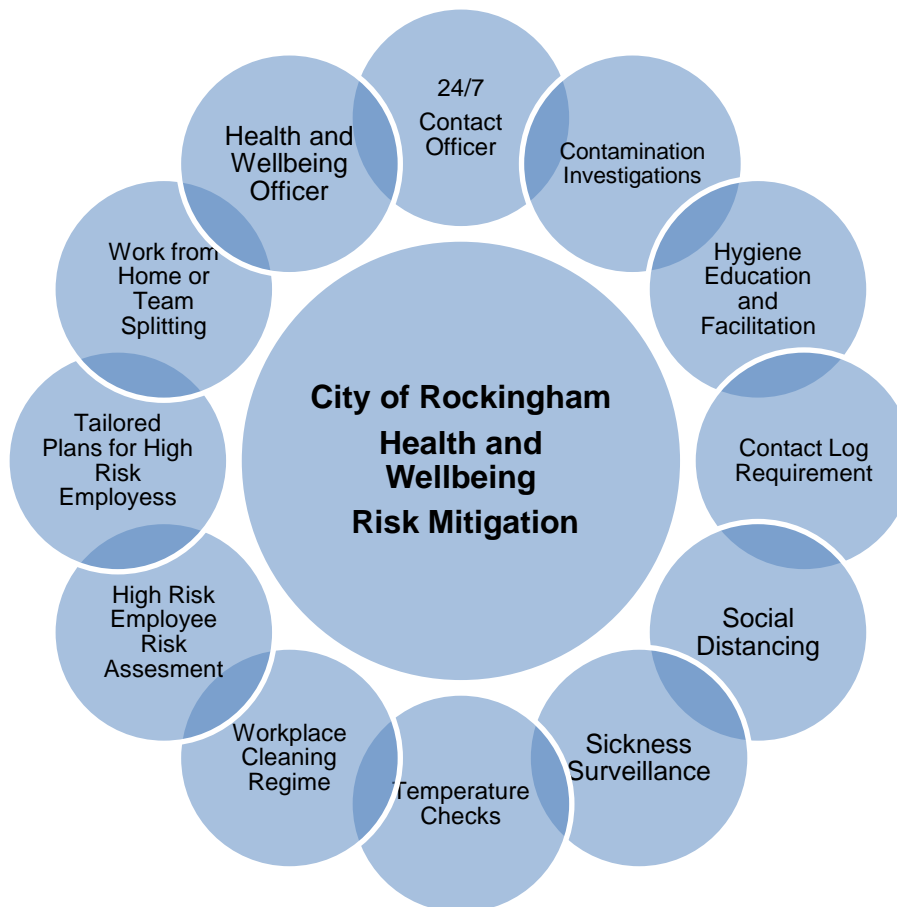 City of Rockingham
Health and
Wellbeing
Risk Mitigation
24/7
Contact
Officer
Contamination
Investigations
Hygiene
Education
and
Facilitation
Contact Log
Requirement
Social
Distancing
Sickness
Surveillance
Temperature
Checks
Workplace
Cleaning
Regime
High Risk
Employee
Risk
Assesment
Tailored
Plans for High
Risk
Employess
Work from
Home or
Team
Splitting
Health and
Wellbeing
Officer